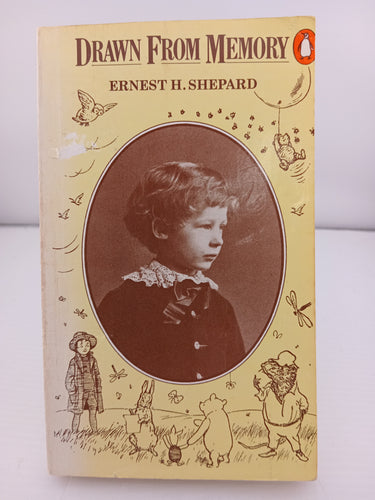 DRAWN FROM MEMORY
ERNEST H. SHEPARD